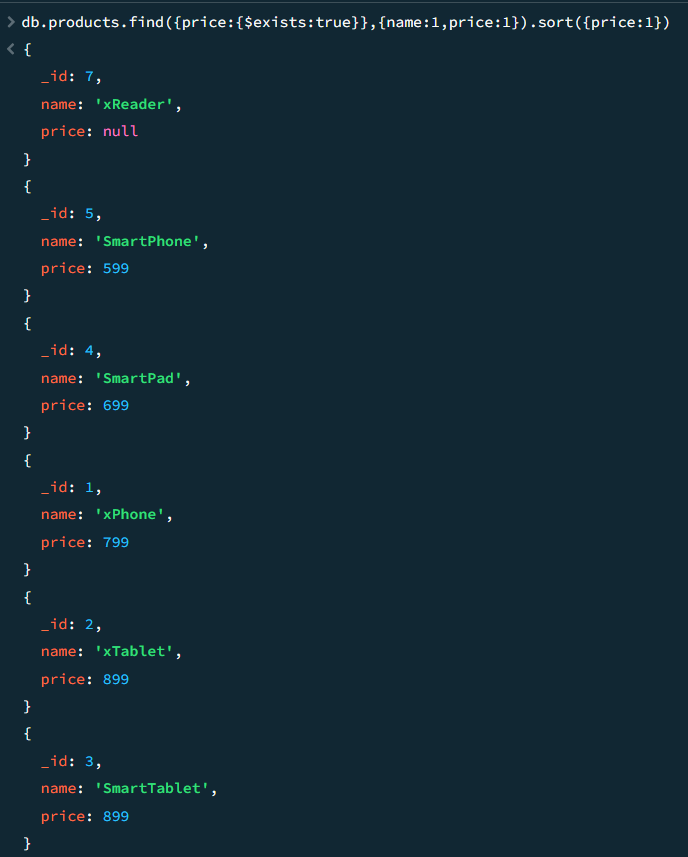 > db.products.find({price:{$exists:true}},{name:1,price:1}).sort({price:1})
< {
_id: 7,
name: 'xReader',
price: null
}
{
_id: 5,
name: 'SmartPhone',
price: 599
}
{
_id: 4,
name: 'SmartPad',
price: 699
}
{
_id: 1,
name: 'xPhone',
price: 799
}
{
_id: 2,
name: 'xTablet',
price: 899
}
{
_id: 3,
name: 'SmartTablet',
price: 899
}